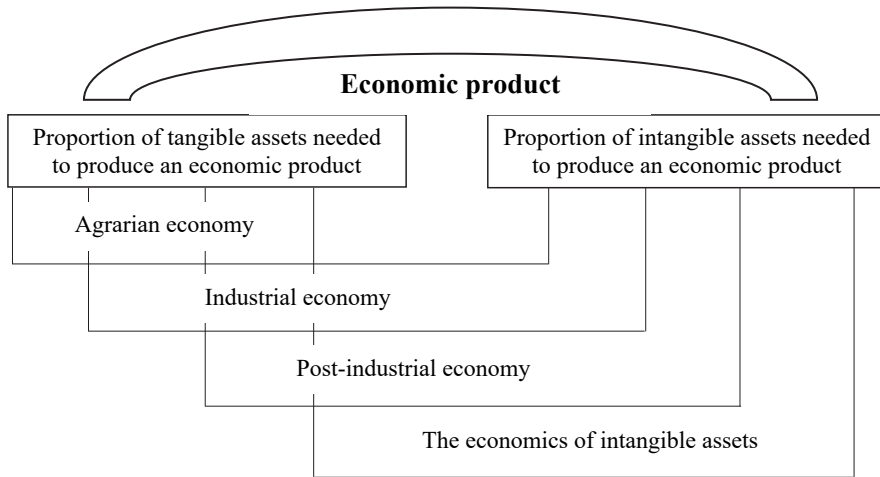 Economic product
Proportion of tangible assets needed
to produce an economic product
Proportion of intangible assets needed
to produce an economic product
Agrarian economy
Industrial economy
Post-industrial economy
The economics of intangible assets